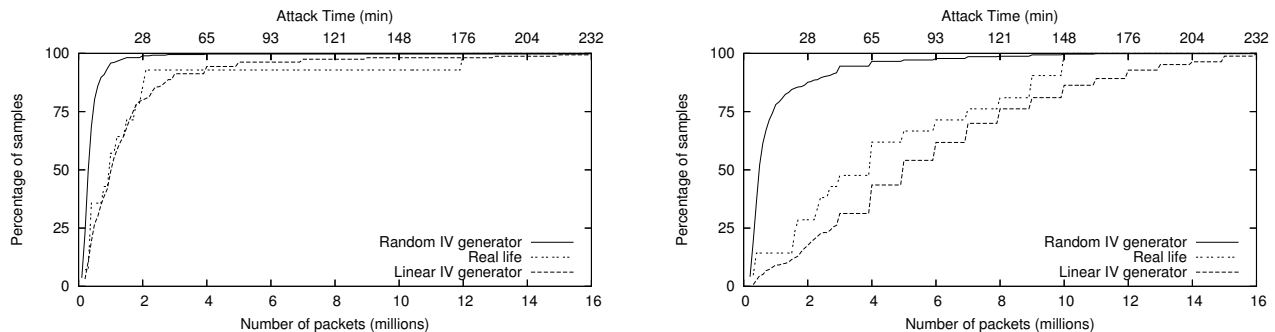 Attack Time (min)
28 65 93 121 148 176 204 232
100
75
50
25
0
Percentage of samples
Random IV generator
Real life
Linear IV generator
0 2 4 6 8 10 12 14 16
Number of packets (millions)
Attack Time (min)
28 65 93 121 148 176 204 232
100
75
50
25
0
Percentage of samples
Random IV generator
Real life
Linear IV generator
0 2 4 6 8 10 12 14 16
Number of packets (millions)